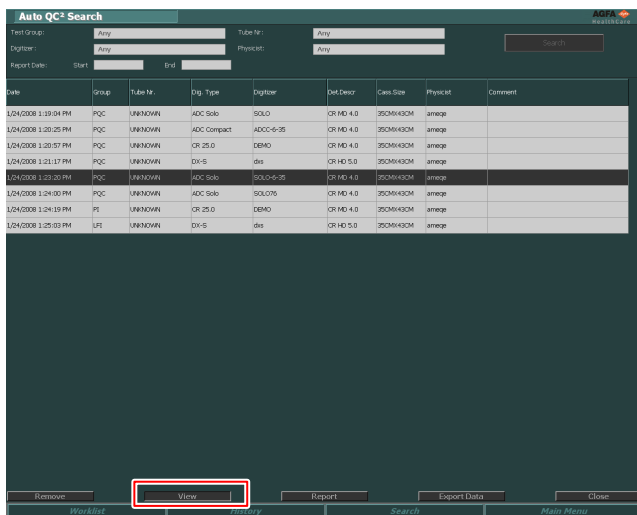 Auto QC² Search
AGFA
HealthCare
Test Group: Any Tube Nr: Any
Digitizer: Any Physicist: Any
Search
Report Date: Start End
Date Group Tube Nr. Dig. Type Digitizer Det.Descr Cass.Size Physicist Comment
1/24/2008 1:19:04 PM PQC UNKNOWN ADC Solo SOLO CR MD 4.0 35CMX43CM ameqe
1/24/2008 1:20:25 PM PQC UNKNOWN ADC Compact ADCC-6-35 CR MD 4.0 35CMX43CM ameqe
1/24/2008 1:20:57 PM PQC UNKNOWN CR 25.0 DEMO CR MD 4.0 35CMX43CM ameqe
1/24/2008 1:21:17 PM PQC UNKNOWN DX-S dxs CR HD 5.0 35CMX43CM ameqe
1/24/2008 1:23:20 PM PQC UNKNOWN ADC Solo SOLO-6-35 CR MD 4.0 35CMX43CM ameqe
1/24/2008 1:24:00 PM PQC UNKNOWN ADC Solo SOLO76 CR MD 4.0 35CMX43CM ameqe
1/24/2008 1:24:19 PM PI UNKNOWN CR 25.0 DEMO CR MD 4.0 35CMX43CM ameqe
1/24/2008 1:25:03 PM LFI UNKNOWN DX-S dxs CR HD 5.0 35CMX43CM ameqe
Remove View Report Export Data Close
Worklist History Search Main Menu